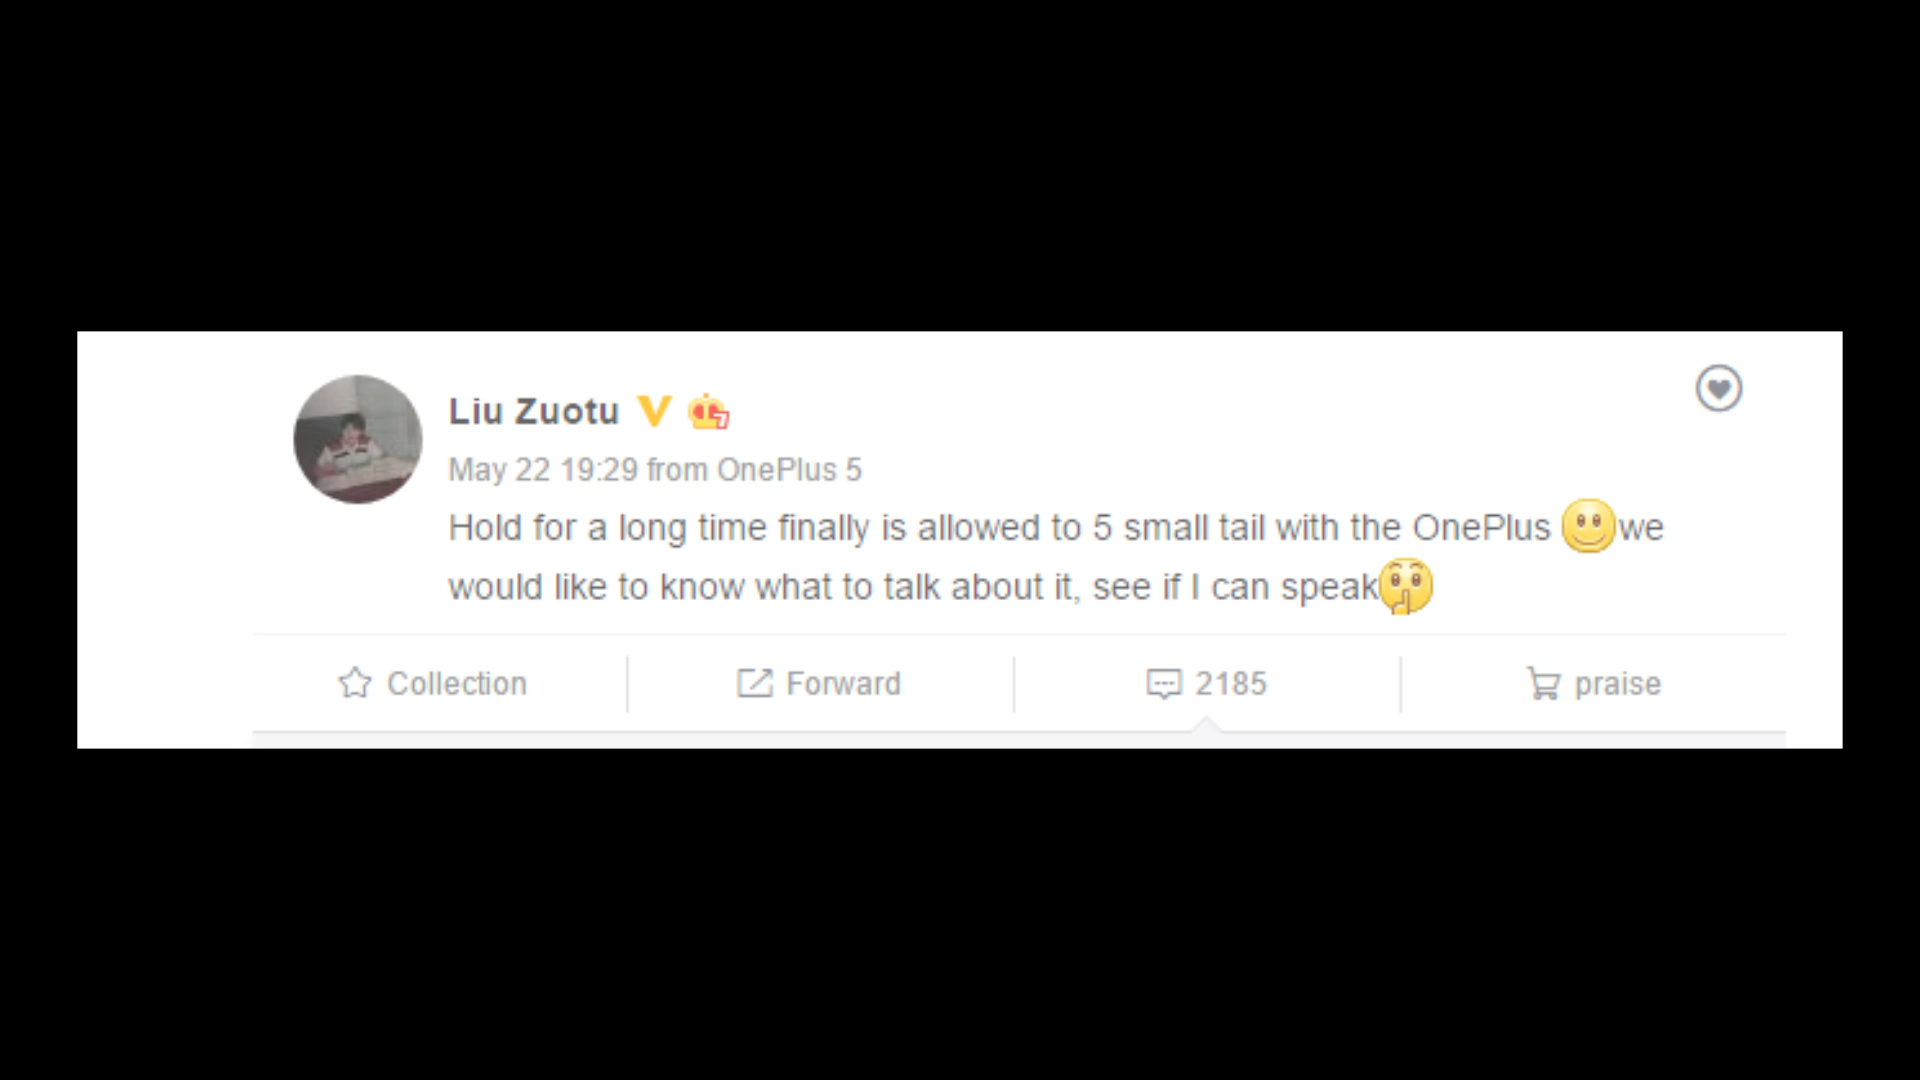 Liu Zuotu
May 22 19:29 from OnePlus 5
Hold for a long time finally is allowed to 5 small tail with the OnePlus we
would like to know what to talk about it, see if I can speak
Collection Forward 2185 praise